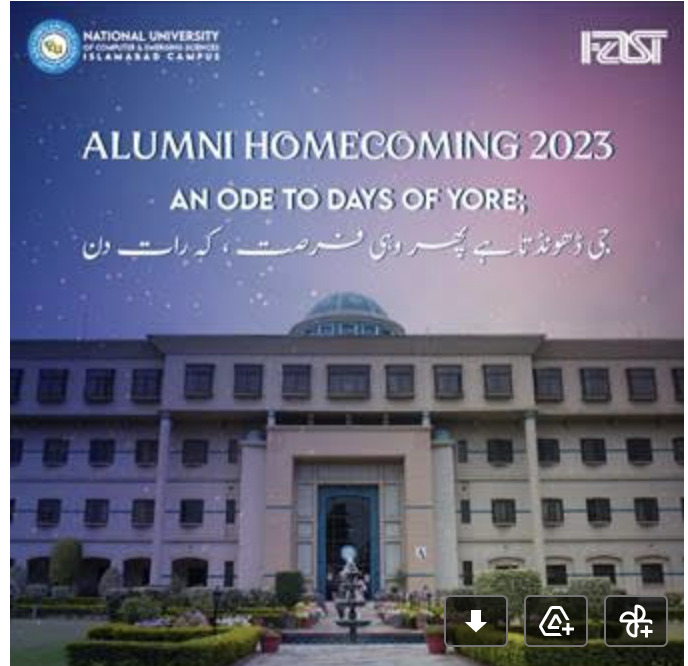 NATIONAL UNIVERSITY
OF COMPUTER & EMERGING SCIENCES
ISLAMABAD CAMPUS
FAST
ALUMNI HOMECOMING 2023
AN ODE TO DAYS OF YORE;
جی ڈھونڈتا ہے پھر وہی فرصت ، کہ رات دن